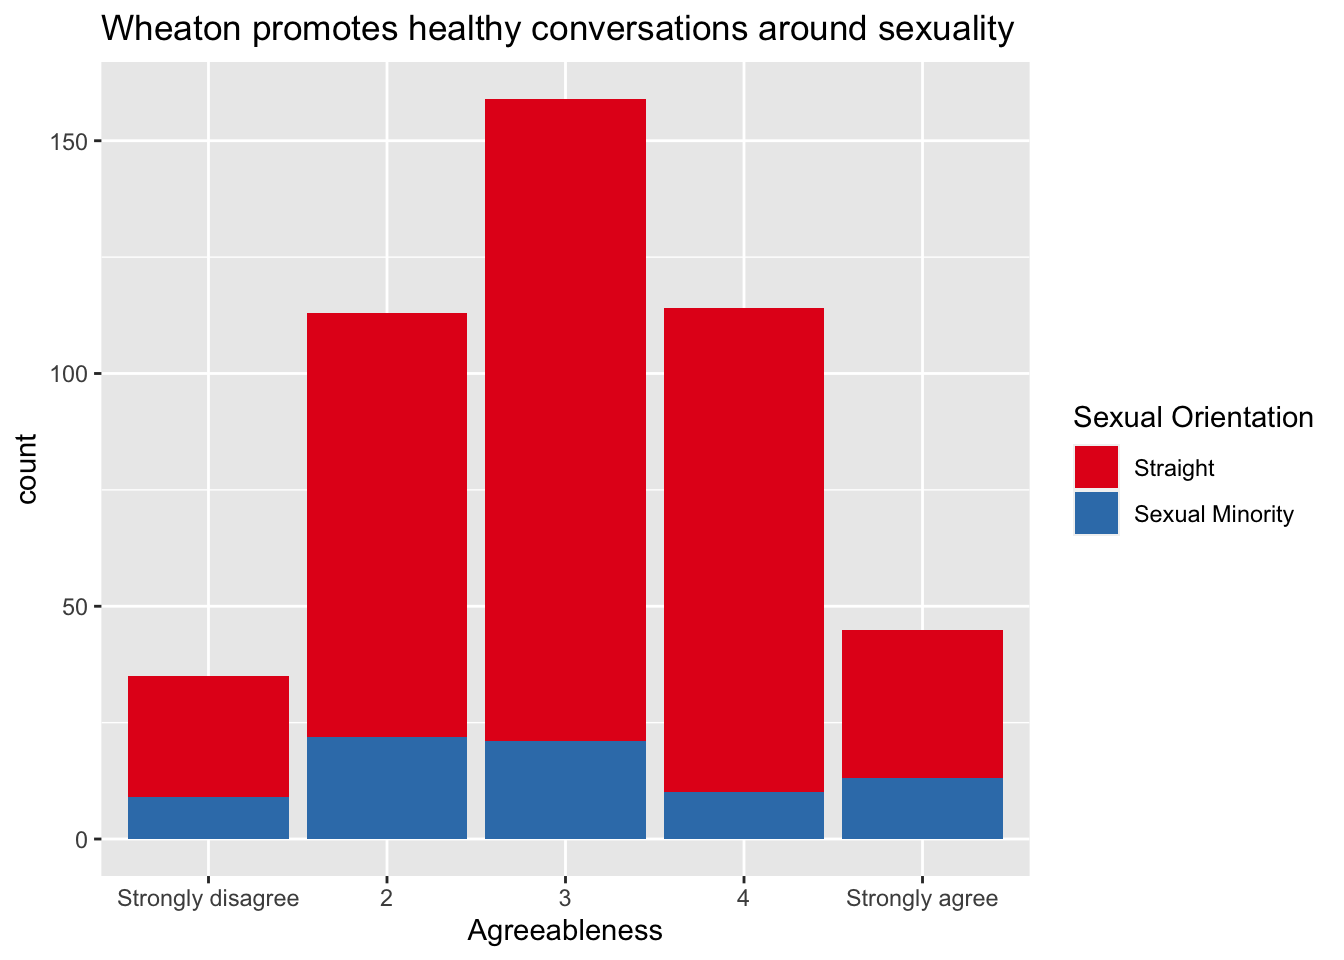 Wheaton promotes healthy conversations around sexuality
150
100
50
0
count
Strongly disagree 2 3 4 Strongly agree
Agreeableness
Sexual Orientation
Straight
Sexual Minority